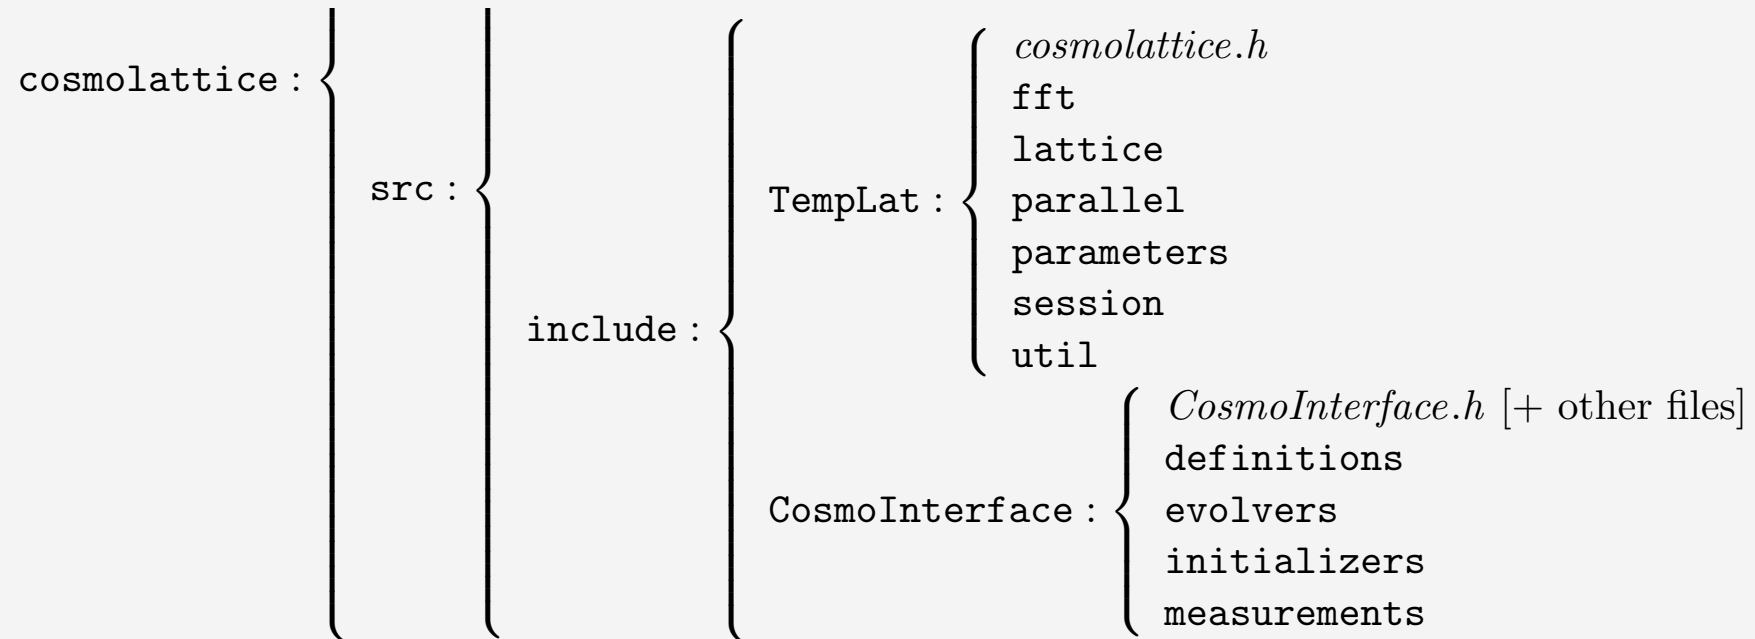 cosmolattice :
src :
include :
TempLat :
cosmolattice.h
fft
lattice
parallel
parameters
session
util
CosmoInterface :
CosmoInterface.h [+ other files]
definitions
evolvers
initializers
measurements